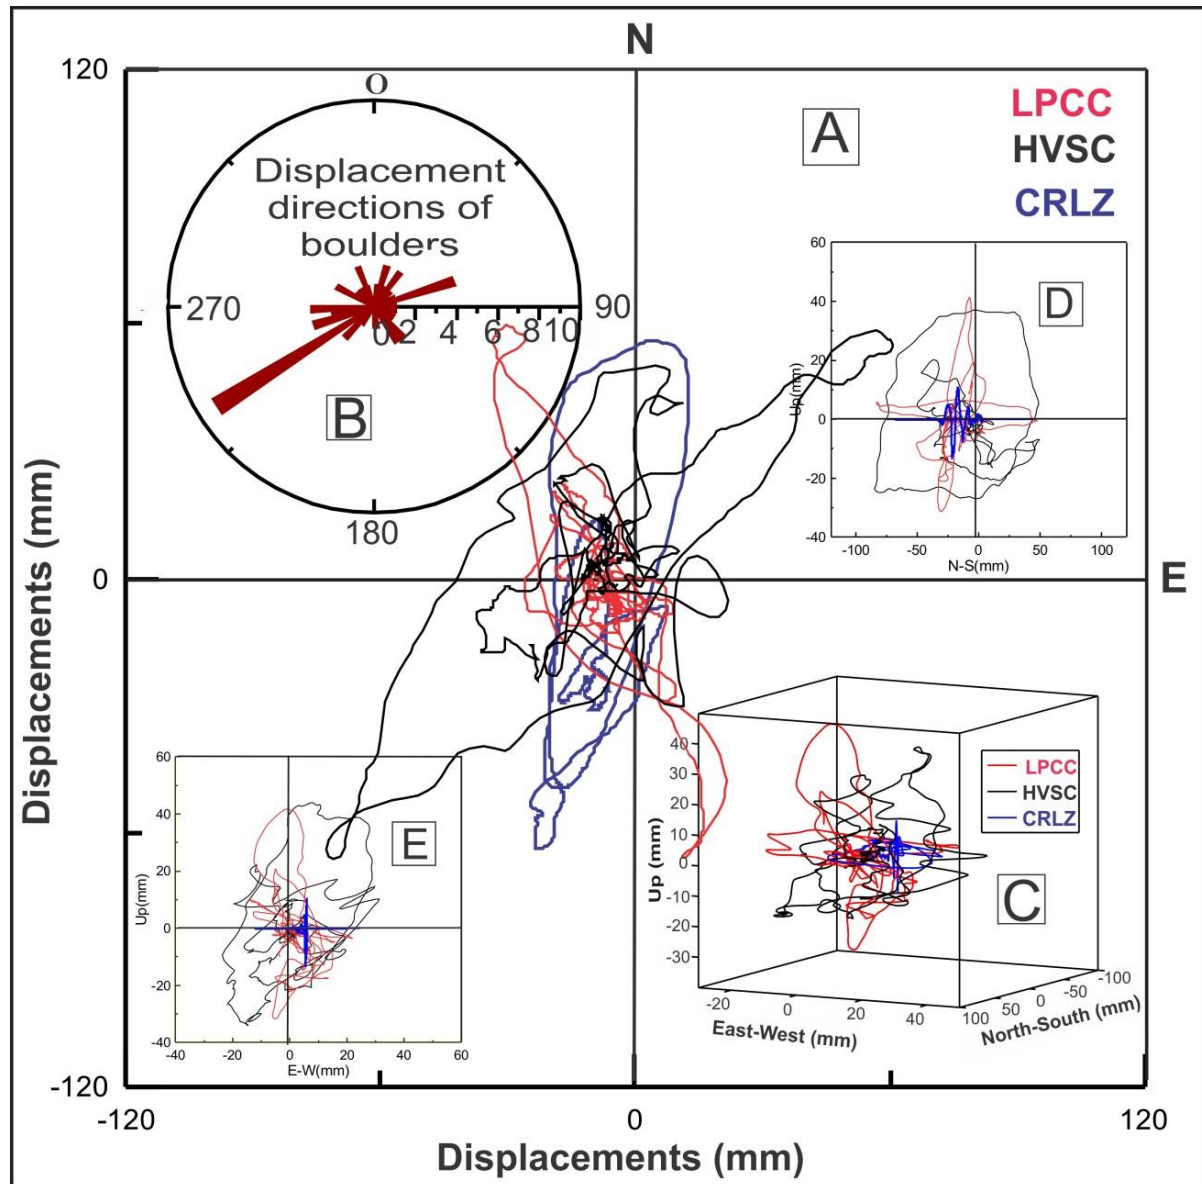 N
120
O
A
LPCC
HVSC
CRLZ
Displacement
directions of
boulders
270
90
0 2 4 6 8 10
B
180
60
40
20
0
-20
-40
Up(mm)
D
-100 -50 0 50 100
N-S(mm)
0
E
Displacements (mm)
60
40
20
0
-20
-40
Up(mm)
E
-40 -20 0 20 40 60
E-W(mm)
40
30
20
10
0
-10
-20
-30
Up (mm)
LPCC
HVSC
CRLZ
C
-20 0 20 40
East-West (mm)
100 50 0 -50 -100
North-South (mm)
-120
-120 0 120
Displacements (mm)